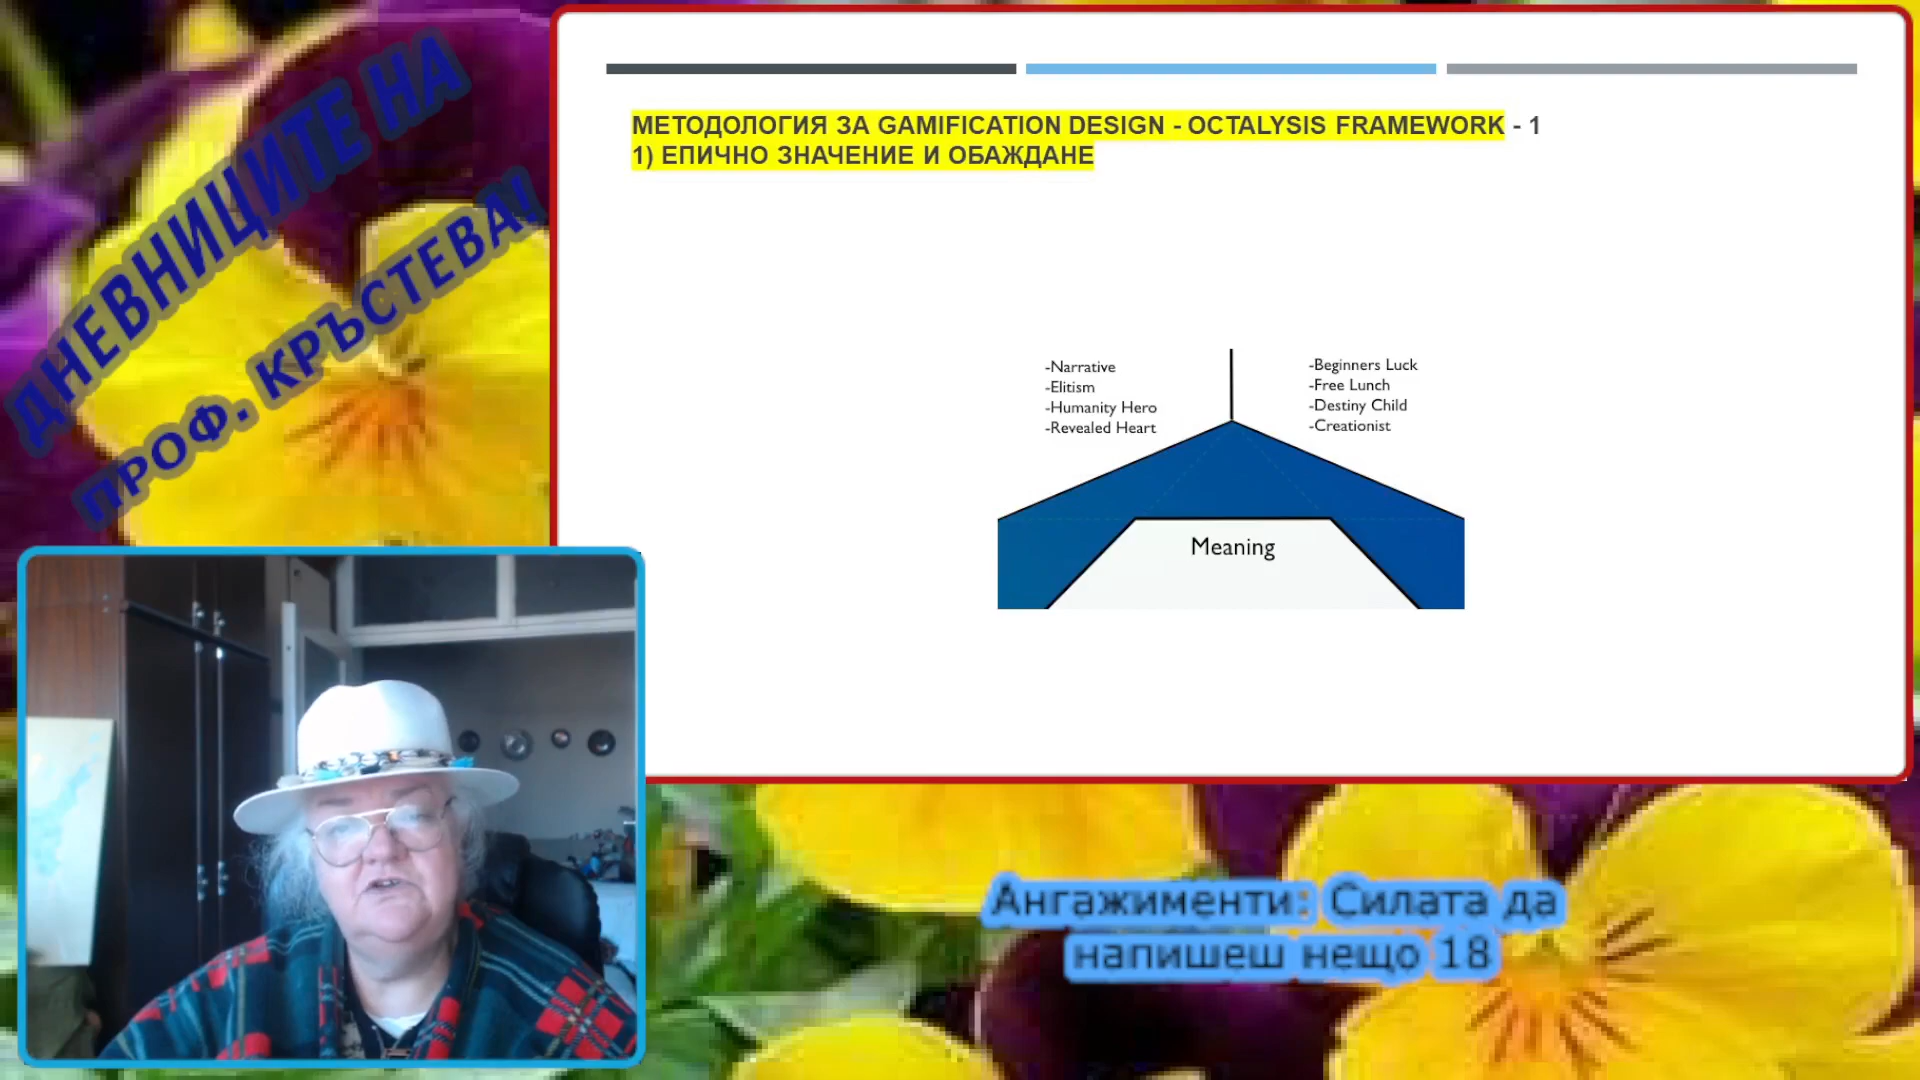 ДНЕВНИЦИТЕ НА
ПРОФ. КРЪСТЕВА!
МЕТОДОЛОГИЯ ЗА GAMIFICATION DESIGN - OCTALYSIS FRAMEWORK - 1
1) ЕПИЧНО ЗНАЧЕНИЕ И ОБАЖДАНЕ
-Narrative
-Elitism
-Humanity Hero
-Revealed Heart
-Beginners Luck
-Free Lunch
-Destiny Child
-Creationist
Meaning
Ангажименти: Силата да
напишеш нещо 18